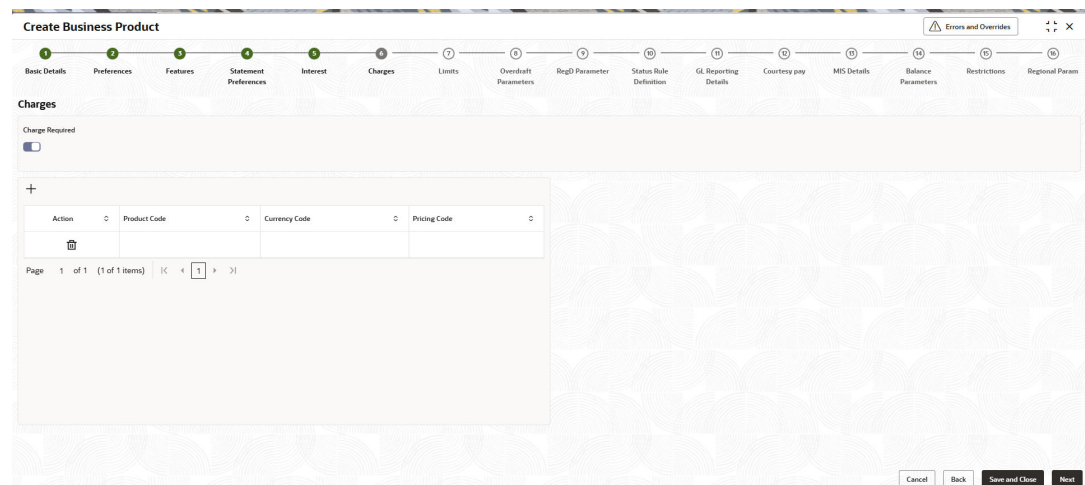 Create Business Product
Errors and Overrides
1 2 3 4 5 6 7 8 9 10 11 12 13 14 15 16
Basic Details Preferences Features Statement Interest Charges Limits Overdraft RegD Parameter Status Rule GL Reporting Courtesy pay MIS Details Balance Restrictions Regional Param
Preferences Parameters Definition Details Parameters
Charges
Charge Required
+
Action Product Code Currency Code Pricing Code
Page 1 of 1 (1 of 1 items) 1
Cancel Back Save and Close Next